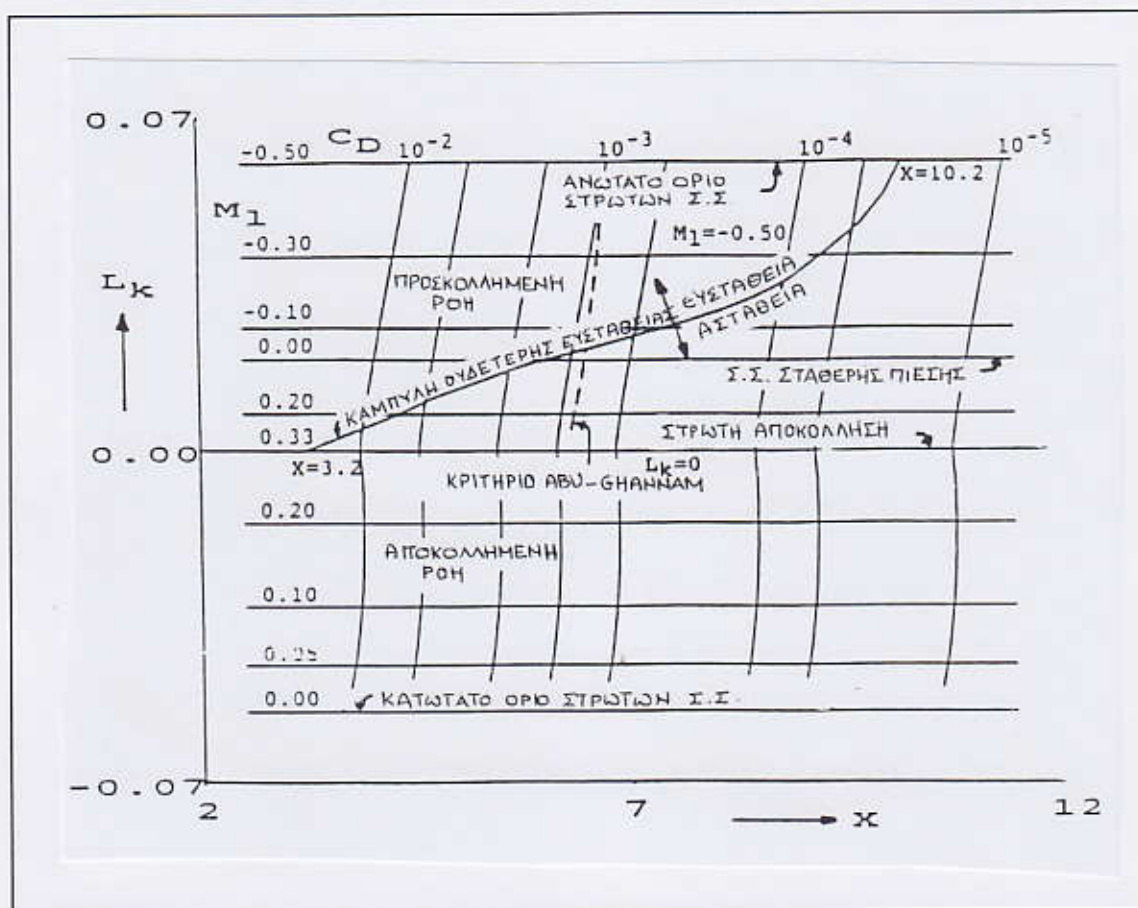 0.07
-0.50
C_D
10^-2
10^-3
10^-4
10^-5
ΑΝΩΤΑΤΟ ΟΡΙΟ
ΣΤΡΩΤΩΝ Σ.Σ
X=10.2
M_1
M_1=-0.50
-0.30
L_k
ΠΡΟΣΚΟΛΛΗΜΕΝΗ
ΡΟΗ
ΕΥΣΤΑΘΕΙΑ
ΑΣΤΑΘΕΙΑ
-0.10
0.00
ΚΑΜΠΥΛΗ ΟΥΔΕΤΕΡΗΣ ΕΥΣΤΑΘΕΙΑΣ
Σ.Σ. ΣΤΑΘΕΡΗΣ ΠΙΕΣΗΣ
0.20
0.33
ΣΤΡΩΤΗ ΑΠΟΚΟΛΛΗΣΗ
0.00
X=3.2
L_k=0
ΚΡΙΤΗΡΙΟ ABU-GHANNAM
0.20
ΑΠΟΚΟΛΛΗΜΕΝΗ
ΡΟΗ
0.10
0.00
ΚΑΤΩΤΑΤΟ ΟΡΙΟ ΣΤΡΩΤΩΝ Σ.Σ.
-0.07
2
7
12
X